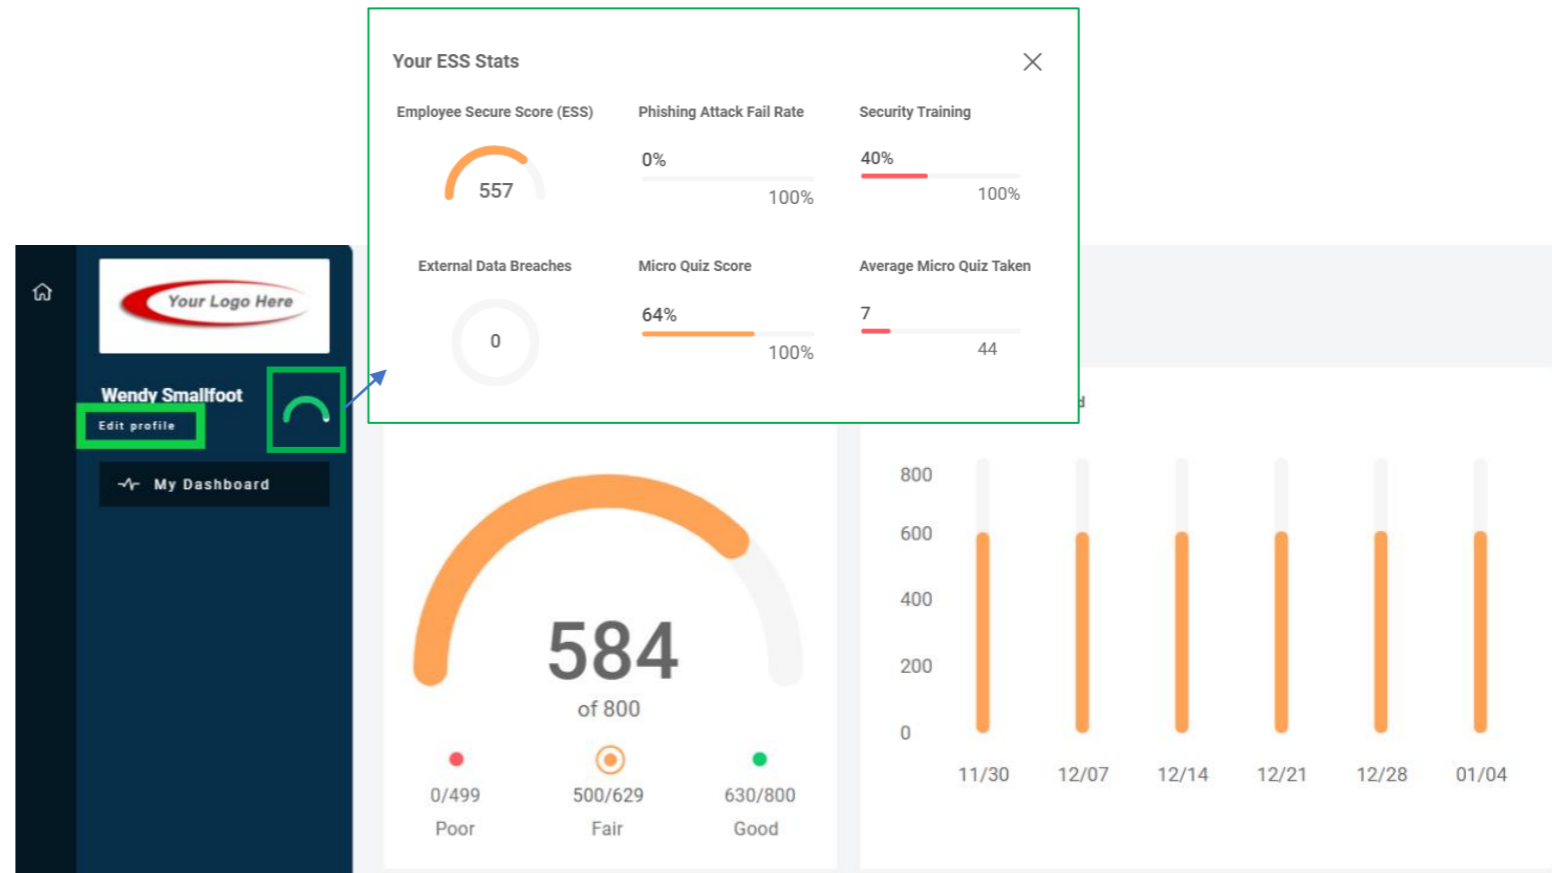 Your ESS Stats
Employee Secure Score (ESS)
557
Phishing Attack Fail Rate
0%
100%
Security Training
40%
100%
External Data Breaches
0
Micro Quiz Score
64%
100%
Average Micro Quiz Taken
7
44
Your Logo Here
Wendy Smallfoot
Edit profile
My Dashboard
584
of 800
0/499
Poor
500/629
Fair
630/800
Good
d
800
600
400
200
0
11/30 12/07 12/14 12/21 12/28 01/04